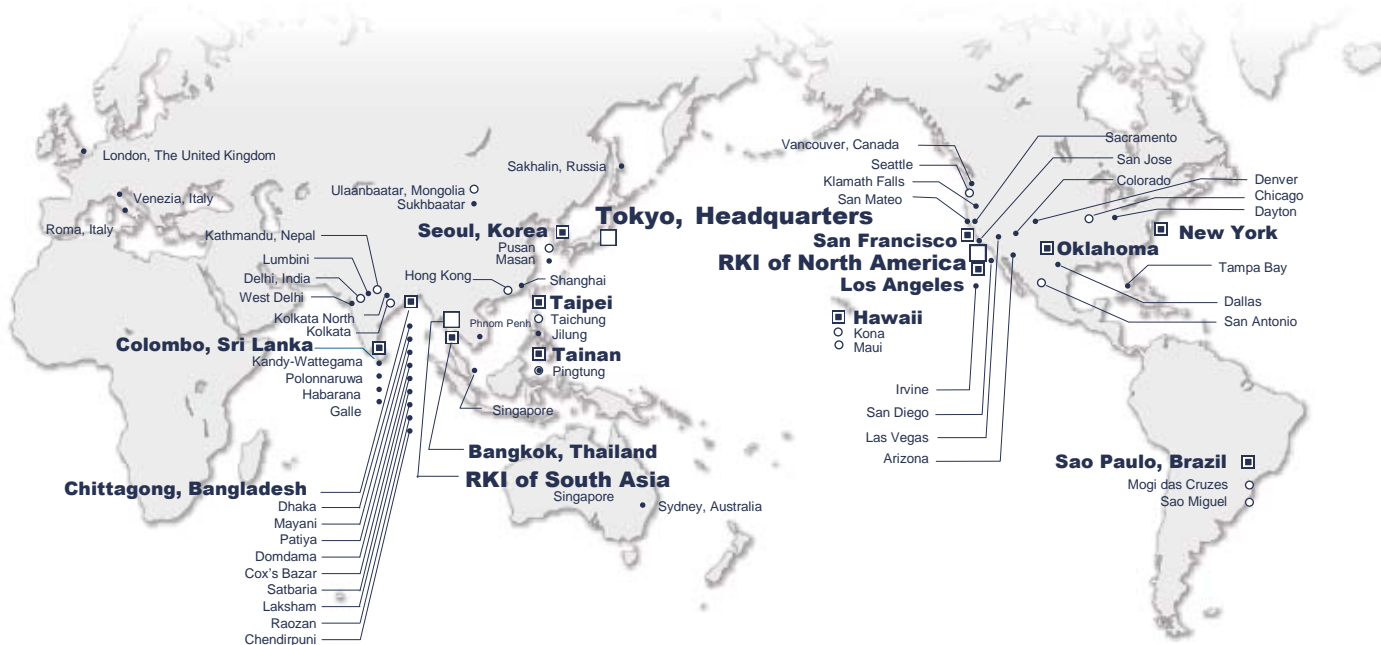 London, The United Kingdom
Venezia, Italy
Roma, Italy
Sakhalin, Russia
Ulaanbaatar, Mongolia
Sukhbaatar
Tokyo, Headquarters
Seoul, Korea
Pusan
Masan
Kathmandu, Nepal
Lumbini
Delhi, India
West Delhi
Kolkata North
Kolkata
Hong Kong
Shanghai
Taipei
Taichung
Jilung
Phnom Penh
Tainan
Pingtung
Colombo, Sri Lanka
Kandy-Wattegama
Polonnaruwa
Habarana
Galle
Singapore
Bangkok, Thailand
RKI of South Asia
Singapore
Sydney, Australia
Chittagong, Bangladesh
Dhaka
Mayani
Patiya
Domdama
Cox's Bazar
Satbaria
Laksham
Raozan
Chendirpuni
Vancouver, Canada
Seattle
Klamath Falls
San Mateo
San Francisco
RKI of North America
Los Angeles
Hawaii
Kona
Maui
Irvine
San Diego
Las Vegas
Arizona
Sacramento
San Jose
Colorado
Denver
Chicago
Dayton
New York
Oklahoma
Tampa Bay
Dallas
San Antonio
Sao Paulo, Brazil
Mogi das Cruzes
Sao Miguel